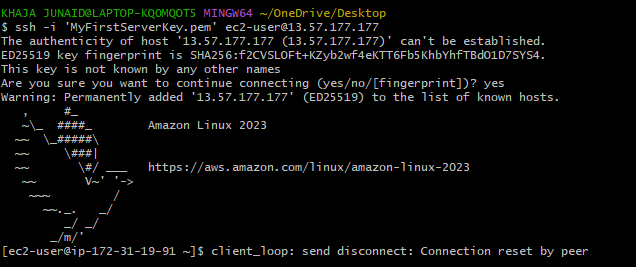 KHAJA JUNAID@LAPTOP-KQOMQOT5 MINGW64 ~/OneDrive/Desktop
$ ssh -i 'MyFirstServerKey.pem' ec2-user@13.57.177.177
The authenticity of host '13.57.177.177 (13.57.177.177)' can't be established.
ED25519 key fingerprint is SHA256:f2CVSLOFt+KZyb2wf4eKTT6Fb5KhbYhfTBdO1D7SYS4.
This key is not known by any other names
Are you sure you want to continue connecting (yes/no/[fingerprint])? yes
Warning: Permanently added '13.57.177.177' (ED25519) to the list of known hosts.
   ,     #_
   ~\_  ####_        Amazon Linux 2023
  ~~  \_#####\
  ~~     \###|
  ~~       \#/ ___   https://aws.amazon.com/linux/amazon-linux-2023
   ~~       V~' '->
    ~~~         /
      ~~._.   _/
         _/ _/
       _/m/'
[ec2-user@ip-172-31-19-91 ~]$ client_loop: send disconnect: Connection reset by peer